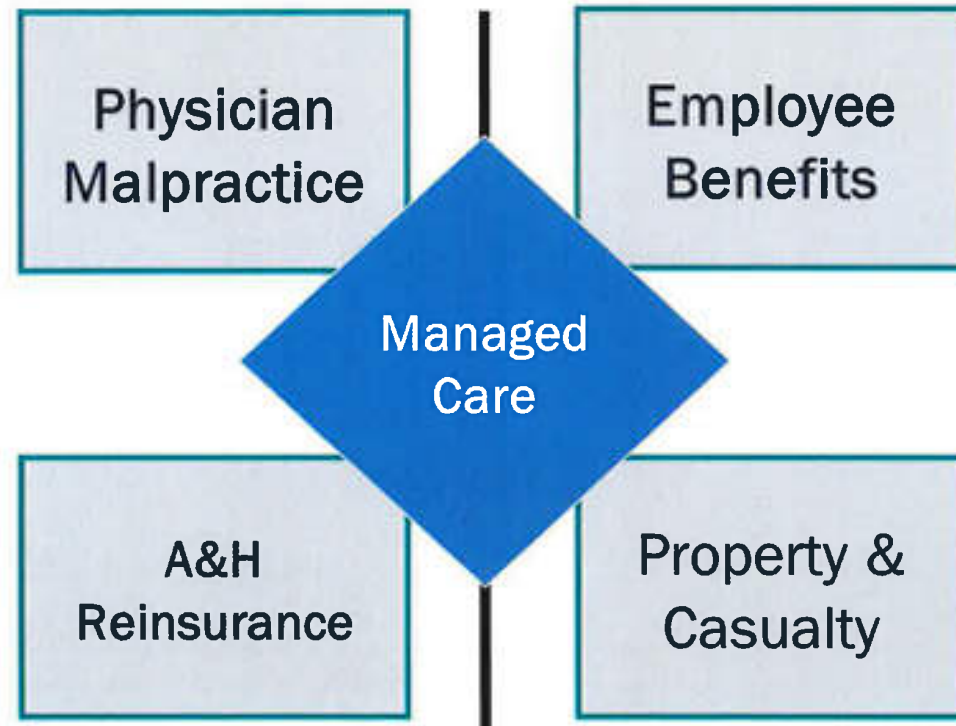 Physician
Malpractice
Employee
Benefits
Managed
Care
A&H
Reinsurance
Property &
Casualty